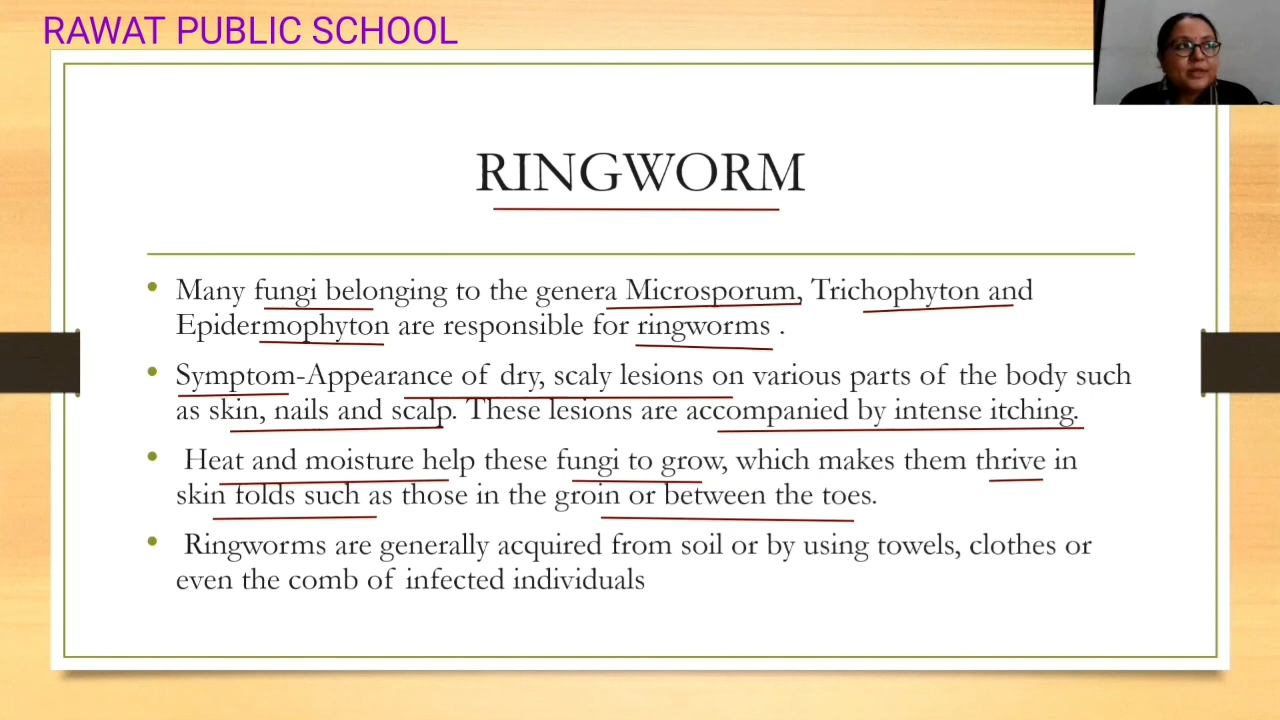 RAWAT PUBLIC SCHOOL
RINGWORM
• Many fungi belonging to the genera Microsporum, Trichophyton and
Epidermophyton are responsible for ringworms .
• Symptom-Appearance of dry, scaly lesions on various parts of the body such
as skin, nails and scalp. These lesions are accompanied by intense itching.
• Heat and moisture help these fungi to grow, which makes them thrive in
skin folds such as those in the groin or between the toes.
• Ringworms are generally acquired from soil or by using towels, clothes or
even the comb of infected individuals